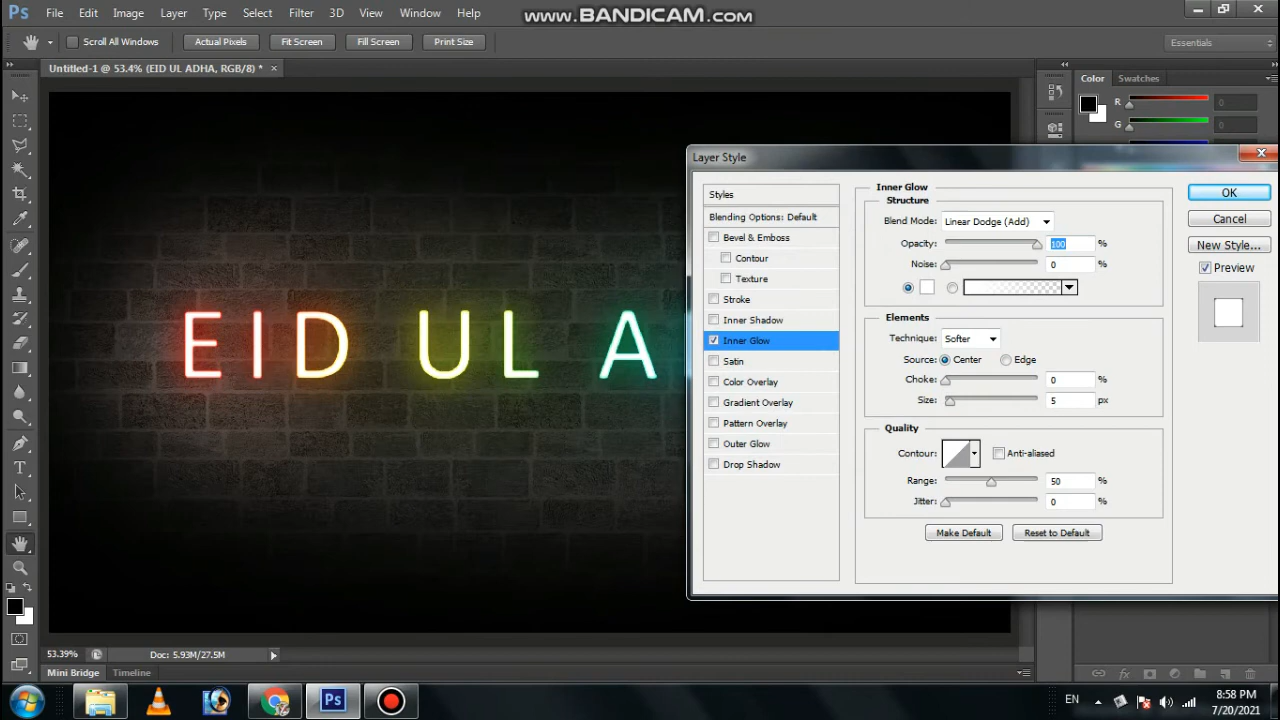 Ps File Edit Image Layer Type Select Filter 3D View Window Help
www.BANDICAM.com
Scroll All Windows Actual Pixels Fit Screen Fill Screen Print Size Essentials
Untitled-1 @ 53.4% (EID UL ADHA, RGB/8) * ×
Color Swatches
R 0
G 0
Layer Style
Styles
Blending Options: Default
Bevel & Emboss
Contour
Texture
Stroke
Inner Shadow
Inner Glow
Satin
Color Overlay
Gradient Overlay
Pattern Overlay
Outer Glow
Drop Shadow
Inner Glow
Structure
Blend Mode: Linear Dodge (Add)
Opacity: 100 %
Noise: 0 %
Elements
Technique: Softer
Source: Center Edge
Choke: 0 %
Size: 5 px
Quality
Contour: Anti-aliased
Range: 50 %
Jitter: 0 %
Make Default Reset to Default
OK
Cancel
New Style...
Preview
EID UL A
53.39% Doc: 5.93M/27.5M
Mini Bridge Timeline
Ps
EN
8:58 PM
7/20/2021